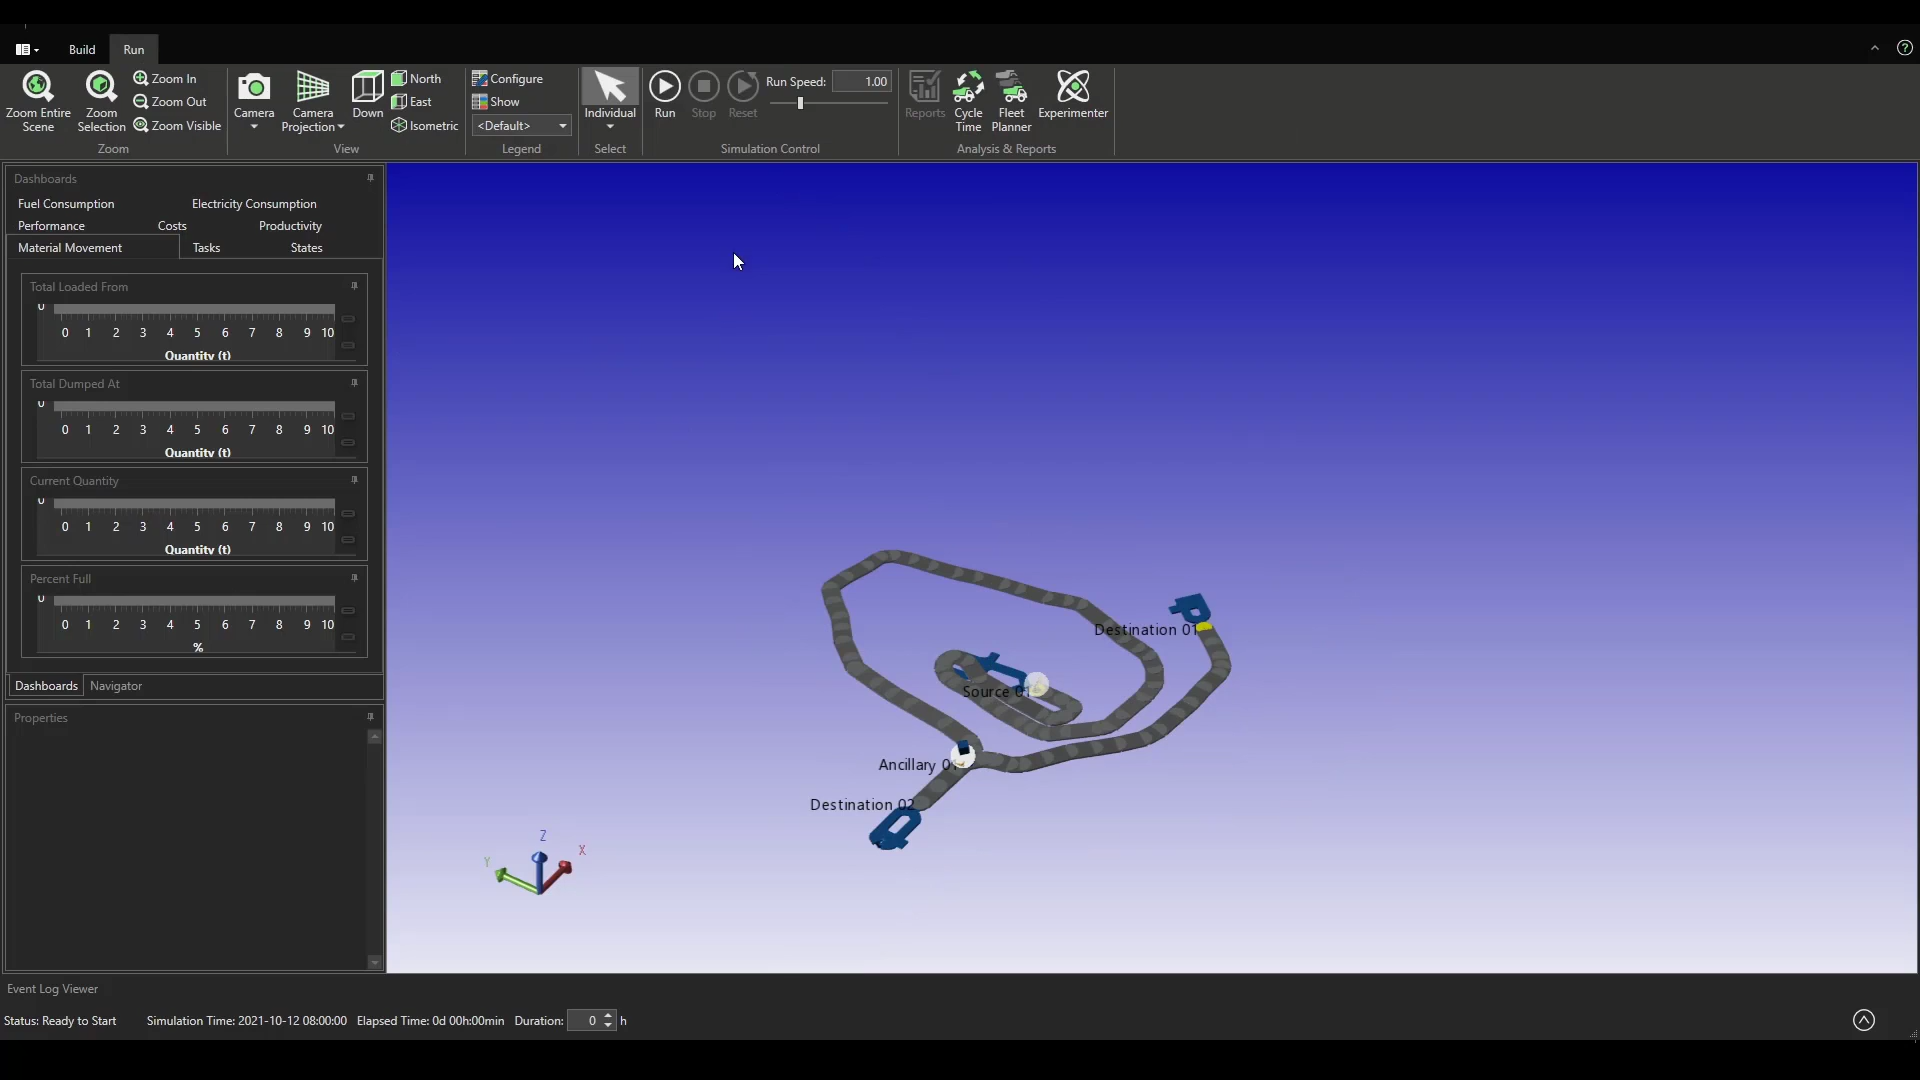 Build Run
Zoom Entire Scene
Zoom Selection
Zoom In
Zoom Out
Zoom Visible
Zoom
Camera
Camera Projection
Down
North
East
Isometric
View
Configure
Show
<Default>
Legend
Individual
Select
Run
Stop
Reset
Run Speed: 1.00
Simulation Control
Reports
Cycle Time
Fleet Planner
Experimenter
Analysis & Reports
Dashboards
Fuel Consumption Electricity Consumption
Performance Costs Productivity
Material Movement Tasks States
Total Loaded From
0
0 1 2 3 4 5 6 7 8 9 10
Quantity (t)
Total Dumped At
0
0 1 2 3 4 5 6 7 8 9 10
Quantity (t)
Current Quantity
0
0 1 2 3 4 5 6 7 8 9 10
Quantity (t)
Percent Full
0
0 1 2 3 4 5 6 7 8 9 10
%
Dashboards Navigator
Properties
Destination 01
Source 01
Ancillary 01
Destination 02
Z
Y
X
Event Log Viewer
Status: Ready to Start Simulation Time: 2021-10-12 08:00:00 Elapsed Time: 0d 00h:00min Duration: 0 h